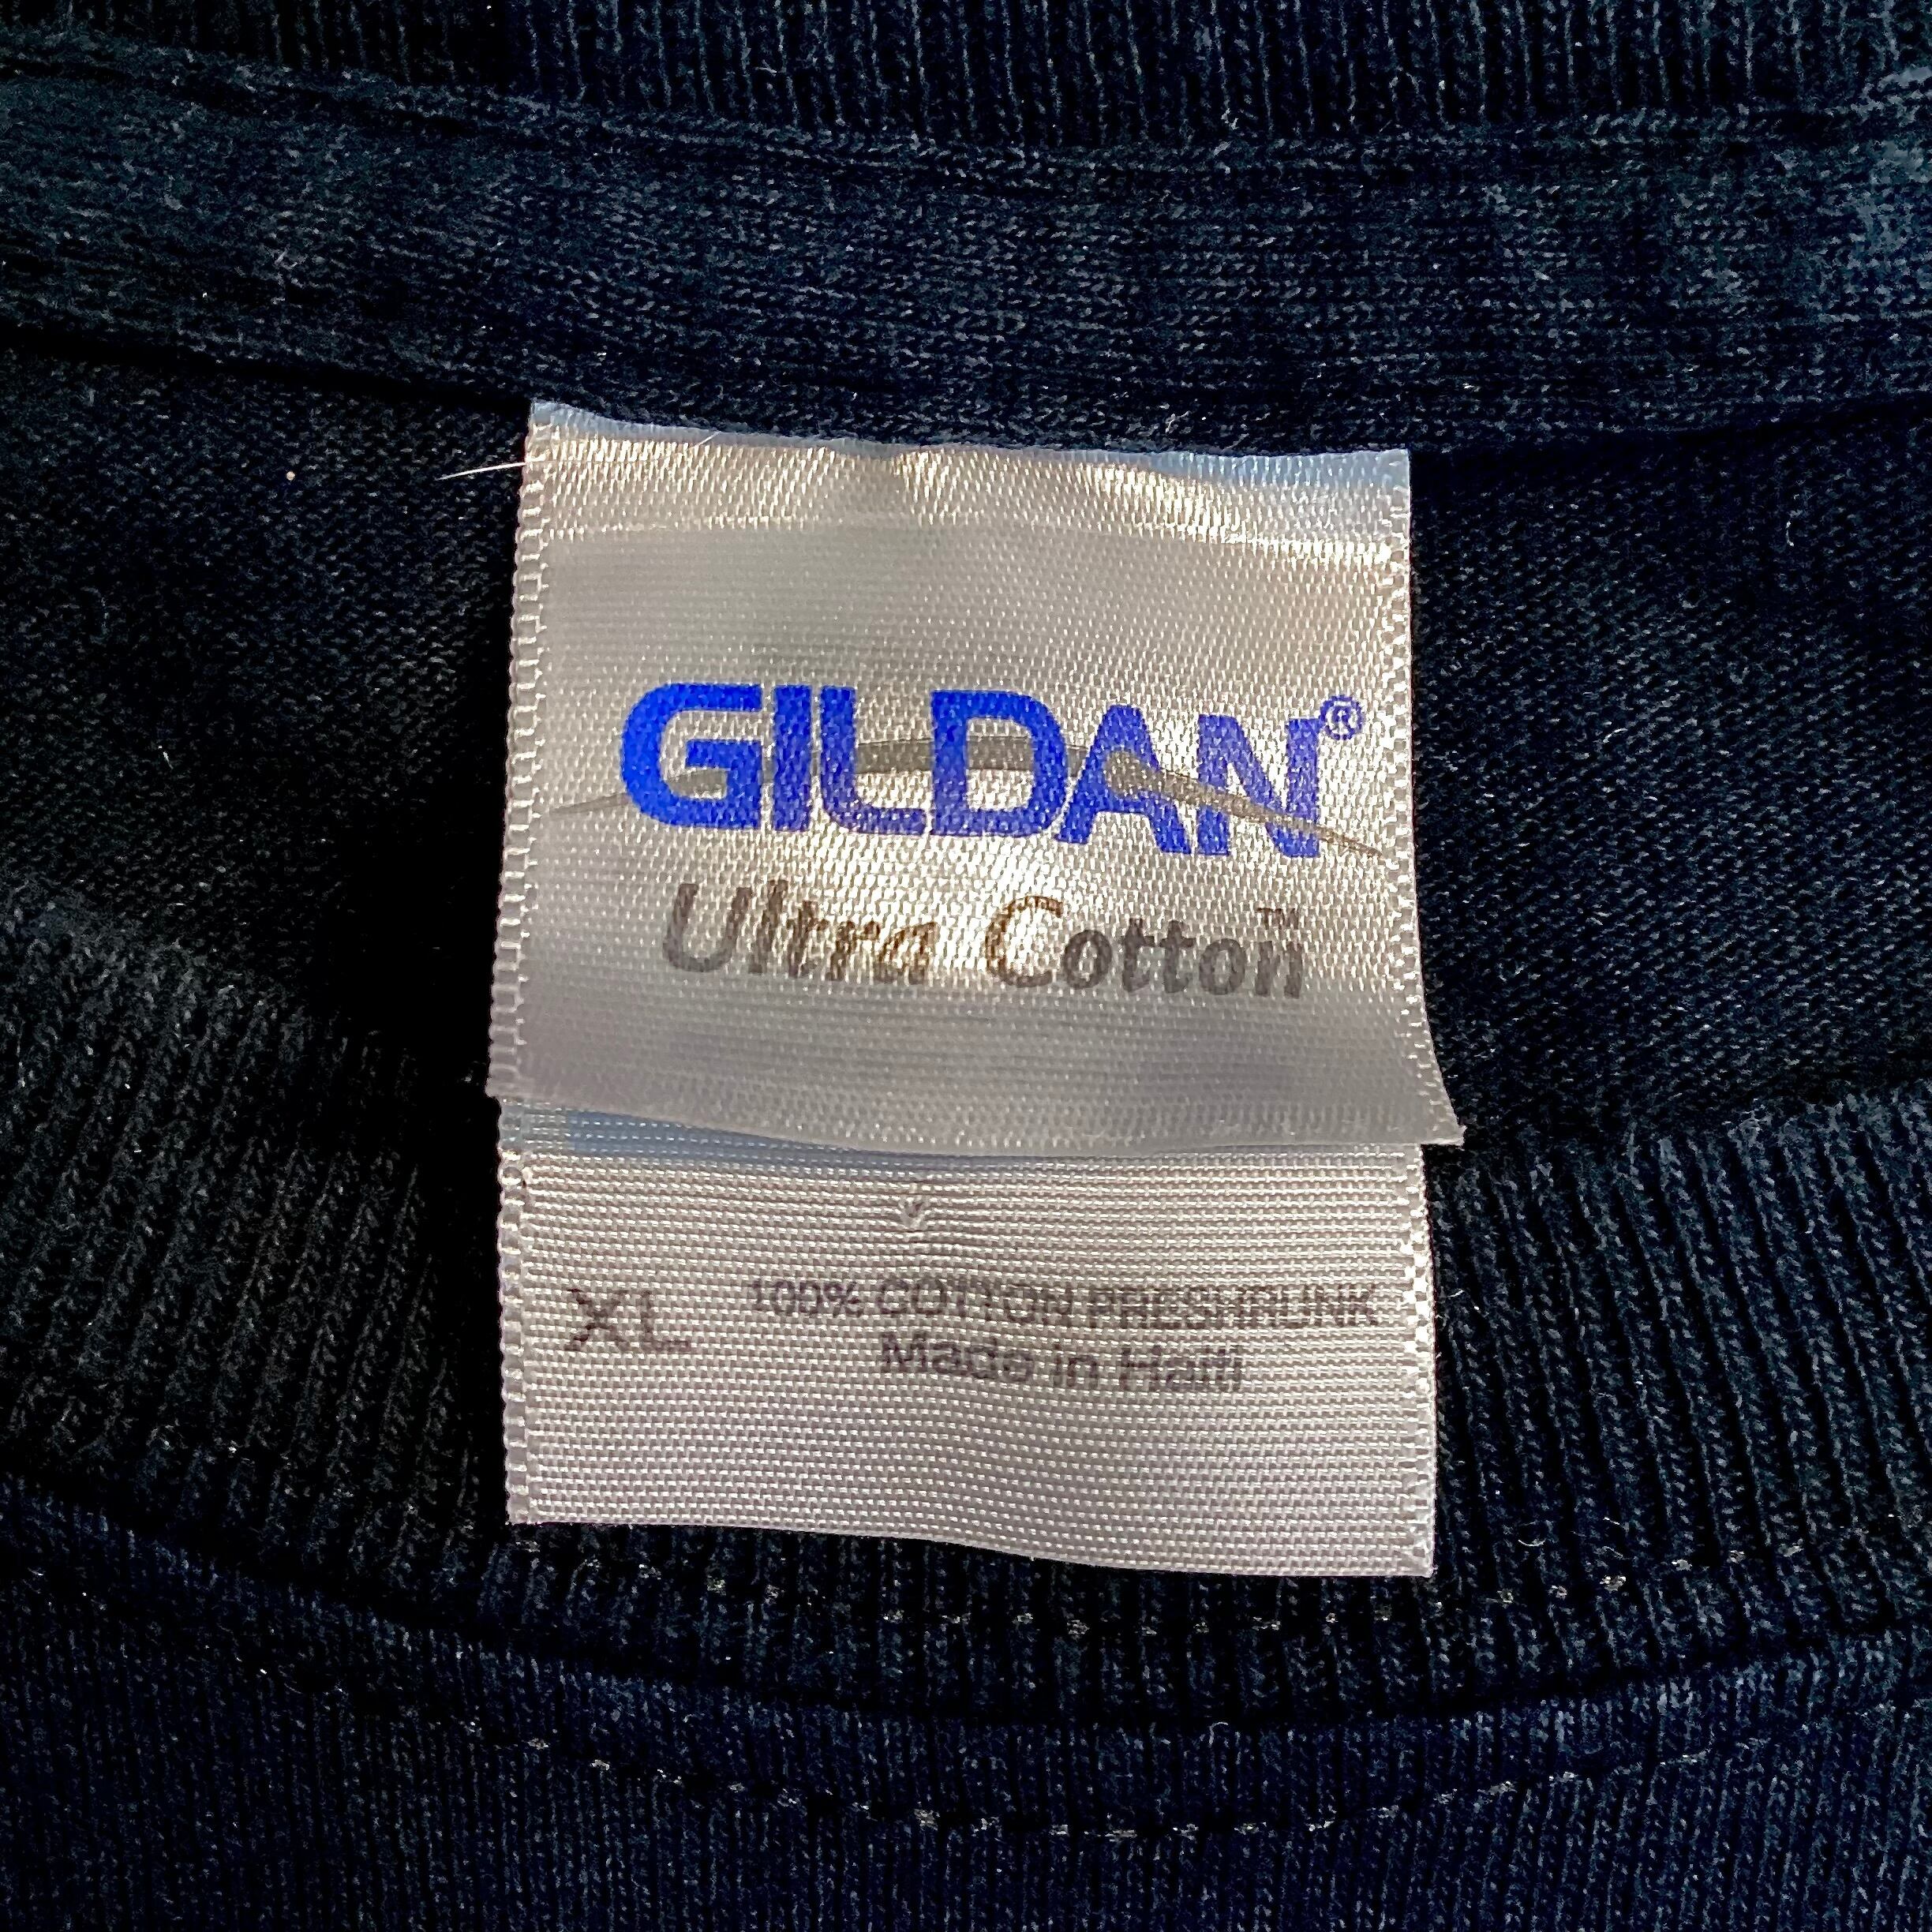 GILDAN®
Ultra Cotton™
XL 100% COTTON PRESHRUNK
Made in Haiti